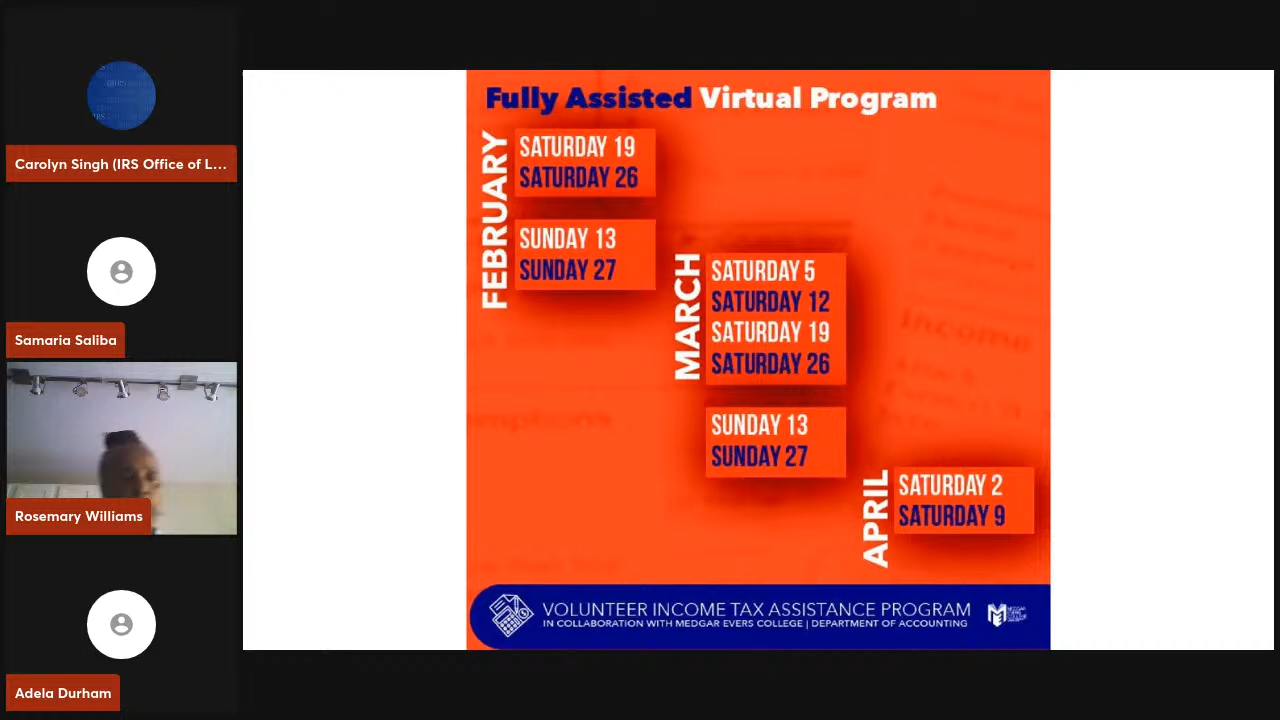 Carolyn Singh (IRS Office of L...
Samaria Saliba
Rosemary Williams
Adela Durham
Fully Assisted Virtual Program
FEBRUARY
SATURDAY 19
SATURDAY 26
SUNDAY 13
SUNDAY 27
MARCH
SATURDAY 5
SATURDAY 12
SATURDAY 19
SATURDAY 26
SUNDAY 13
SUNDAY 27
APRIL
SATURDAY 2
SATURDAY 9
VOLUNTEER INCOME TAX ASSISTANCE PROGRAM
IN COLLABORATION WITH MEDGAR EVERS COLLEGE | DEPARTMENT OF ACCOUNTING
Income